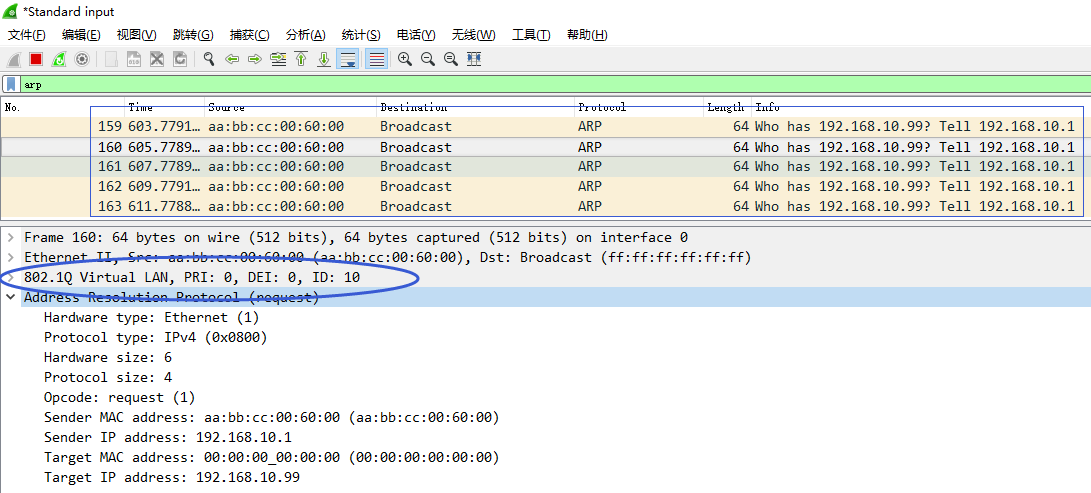 *Standard input
文件(F) 编辑(E) 视图(V) 跳转(G) 捕获(C) 分析(A) 统计(S) 电话(Y) 无线(W) 工具(T) 帮助(H)
arp
No. Time Source Destination Protocol Length Info
159 603.7791… aa:bb:cc:00:60:00 Broadcast ARP 64 Who has 192.168.10.99? Tell 192.168.10.1
160 605.7789… aa:bb:cc:00:60:00 Broadcast ARP 64 Who has 192.168.10.99? Tell 192.168.10.1
161 607.7789… aa:bb:cc:00:60:00 Broadcast ARP 64 Who has 192.168.10.99? Tell 192.168.10.1
162 609.7791… aa:bb:cc:00:60:00 Broadcast ARP 64 Who has 192.168.10.99? Tell 192.168.10.1
163 611.7788… aa:bb:cc:00:60:00 Broadcast ARP 64 Who has 192.168.10.99? Tell 192.168.10.1
Frame 160: 64 bytes on wire (512 bits), 64 bytes captured (512 bits) on interface 0
Ethernet II, Src: aa:bb:cc:00:60:00 (aa:bb:cc:00:60:00), Dst: Broadcast (ff:ff:ff:ff:ff:ff)
802.1Q Virtual LAN, PRI: 0, DEI: 0, ID: 10
Address Resolution Protocol (request)
Hardware type: Ethernet (1)
Protocol type: IPv4 (0x0800)
Hardware size: 6
Protocol size: 4
Opcode: request (1)
Sender MAC address: aa:bb:cc:00:60:00 (aa:bb:cc:00:60:00)
Sender IP address: 192.168.10.1
Target MAC address: 00:00:00_00:00:00 (00:00:00:00:00:00)
Target IP address: 192.168.10.99